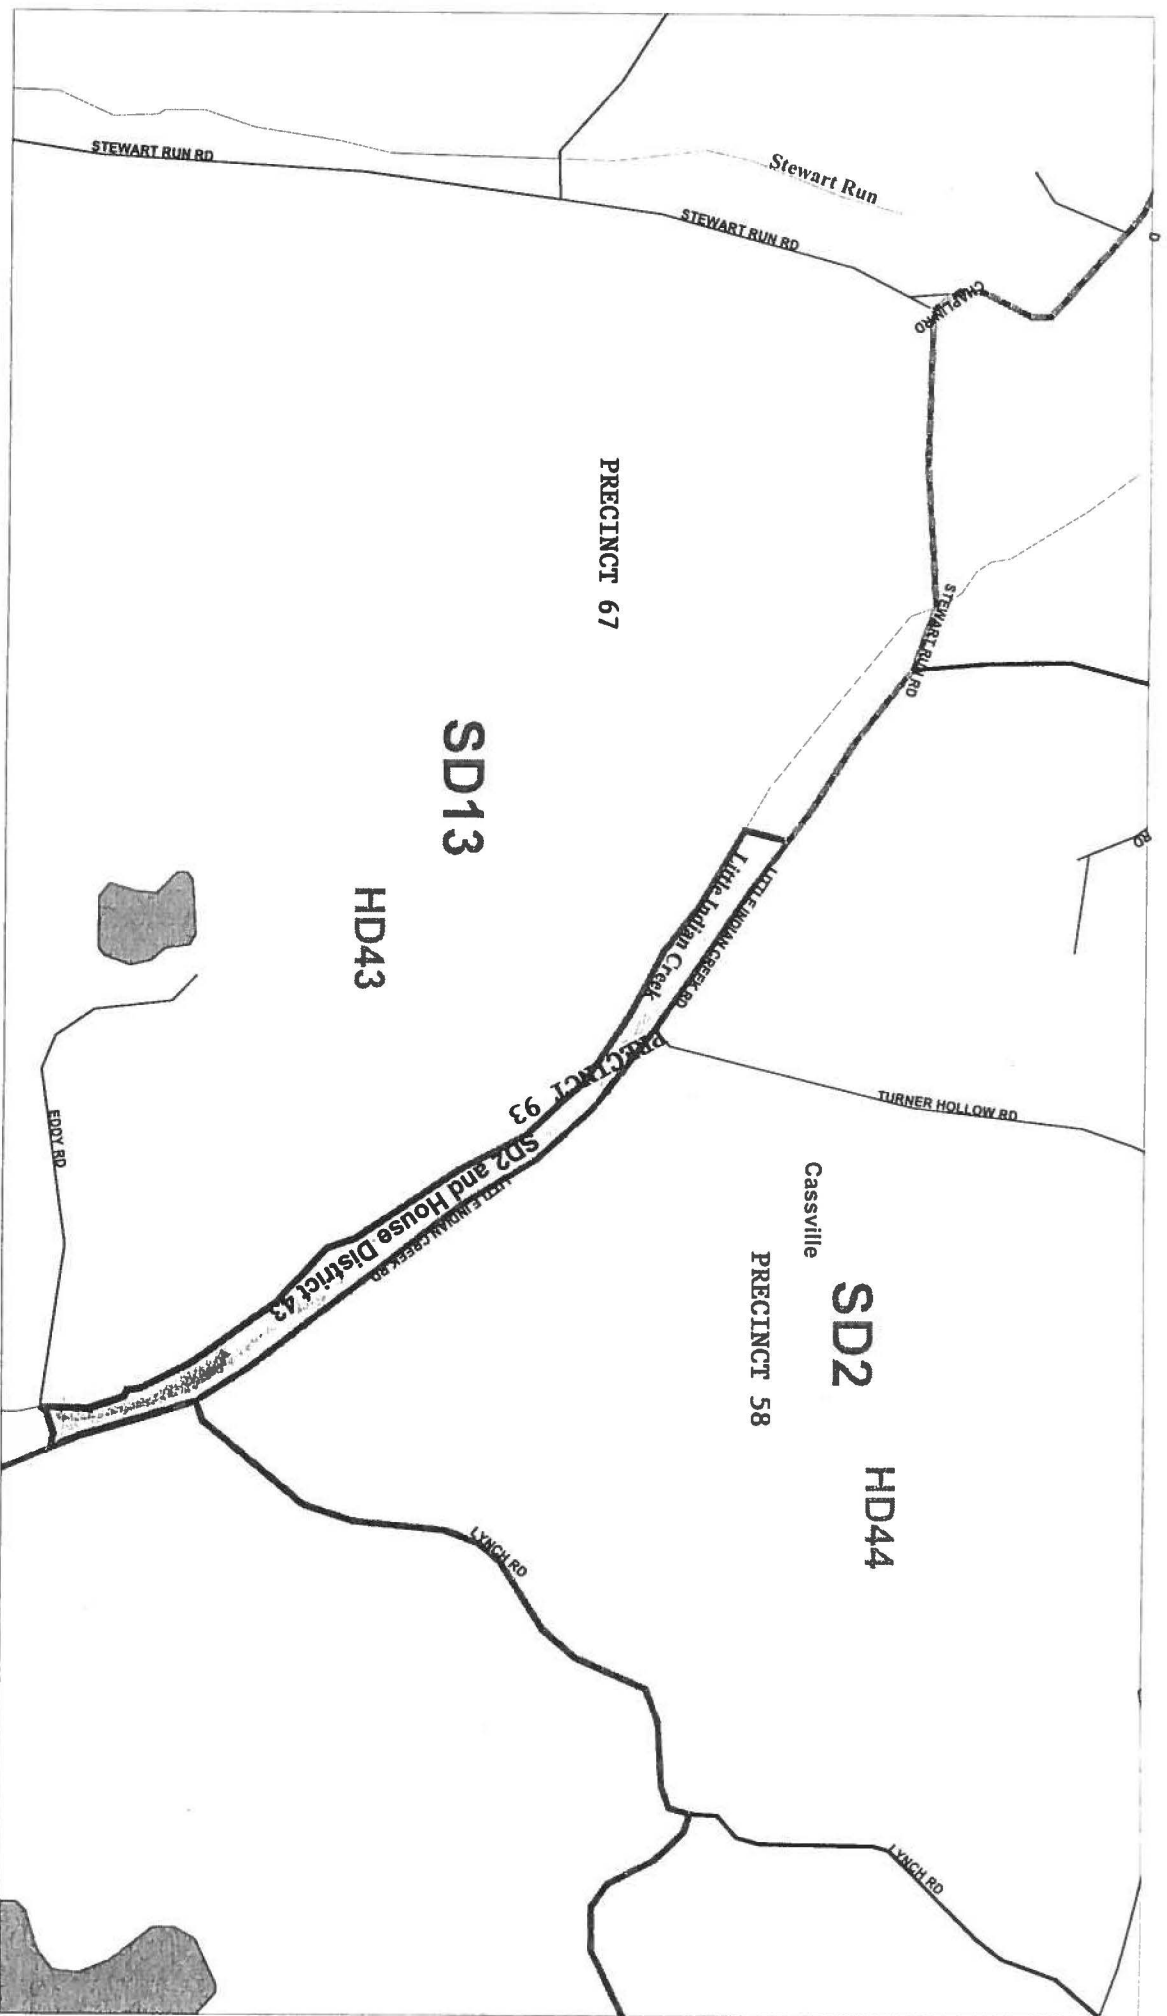 STEWART RUN RD
Stewart Run
STEWART RUN RD
D
CHAPLIN RD
PRECINCT 67
STEWART RUN RD
SD13
HD43
RD
Little Indian Creek
LITTLE INDIAN CREEK RD
PRECINCT 93
TURNER HOLLOW RD
EDDY RD
SD2 and House District 43
LITTLE INDIAN CREEK RD
Cassville
PRECINCT 58
SD2
HD44
LYNCH RD
LYNCH RD